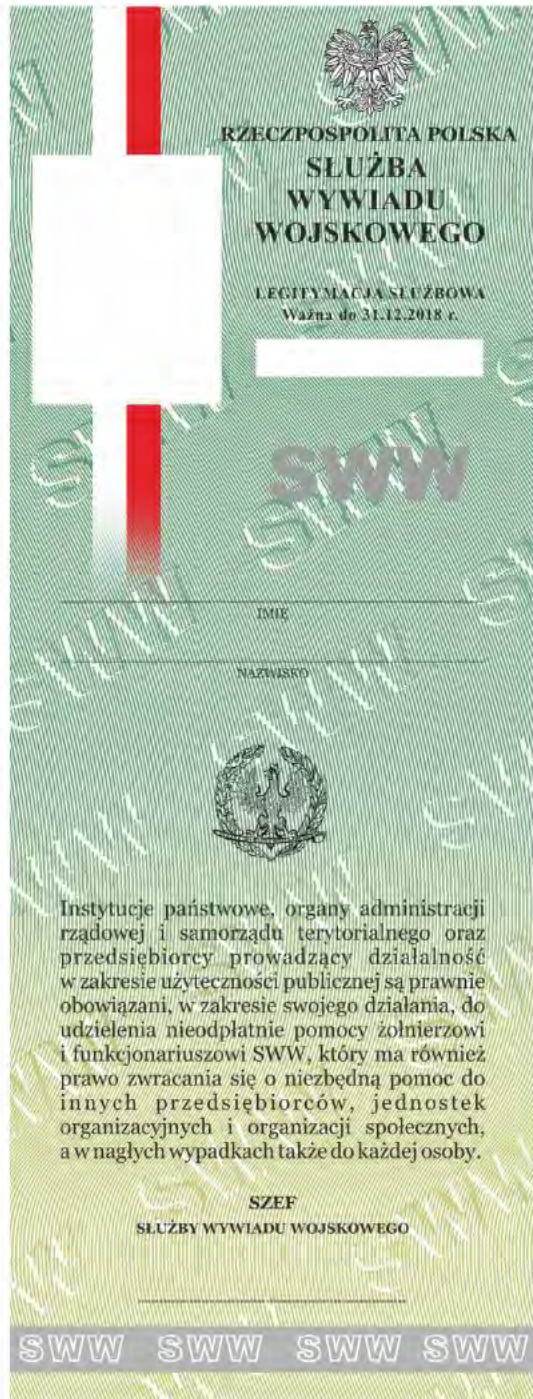 RZECZPOSPOLITA POLSKA
SŁUŻBA
WYWIADU
WOJSKOWEGO
LEGITYMACJA SŁUŻBOWA
Ważna do 31.12.2018 r.
SWW
IMIĘ
NAZWISKO
Instytucje państwowe, organy administracji
rządowej i samorządu terytorialnego oraz
przedsiębiorcy prowadzący działalność
w zakresie użyteczności publicznej są prawnie
obowiązani, w zakresie swojego działania, do
udzielenia nieodpłatnie pomocy żołnierzowi
i funkcjonariuszowi SWW, który ma również
prawo zwracania się o niezbędną pomoc do
innych przedsiębiorców, jednostek
organizacyjnych i organizacji społecznych,
a w nagłych wypadkach także do każdej osoby.
SZEF
SŁUŻBY WYWIADU WOJSKOWEGO
SWW SWW SWW SWW